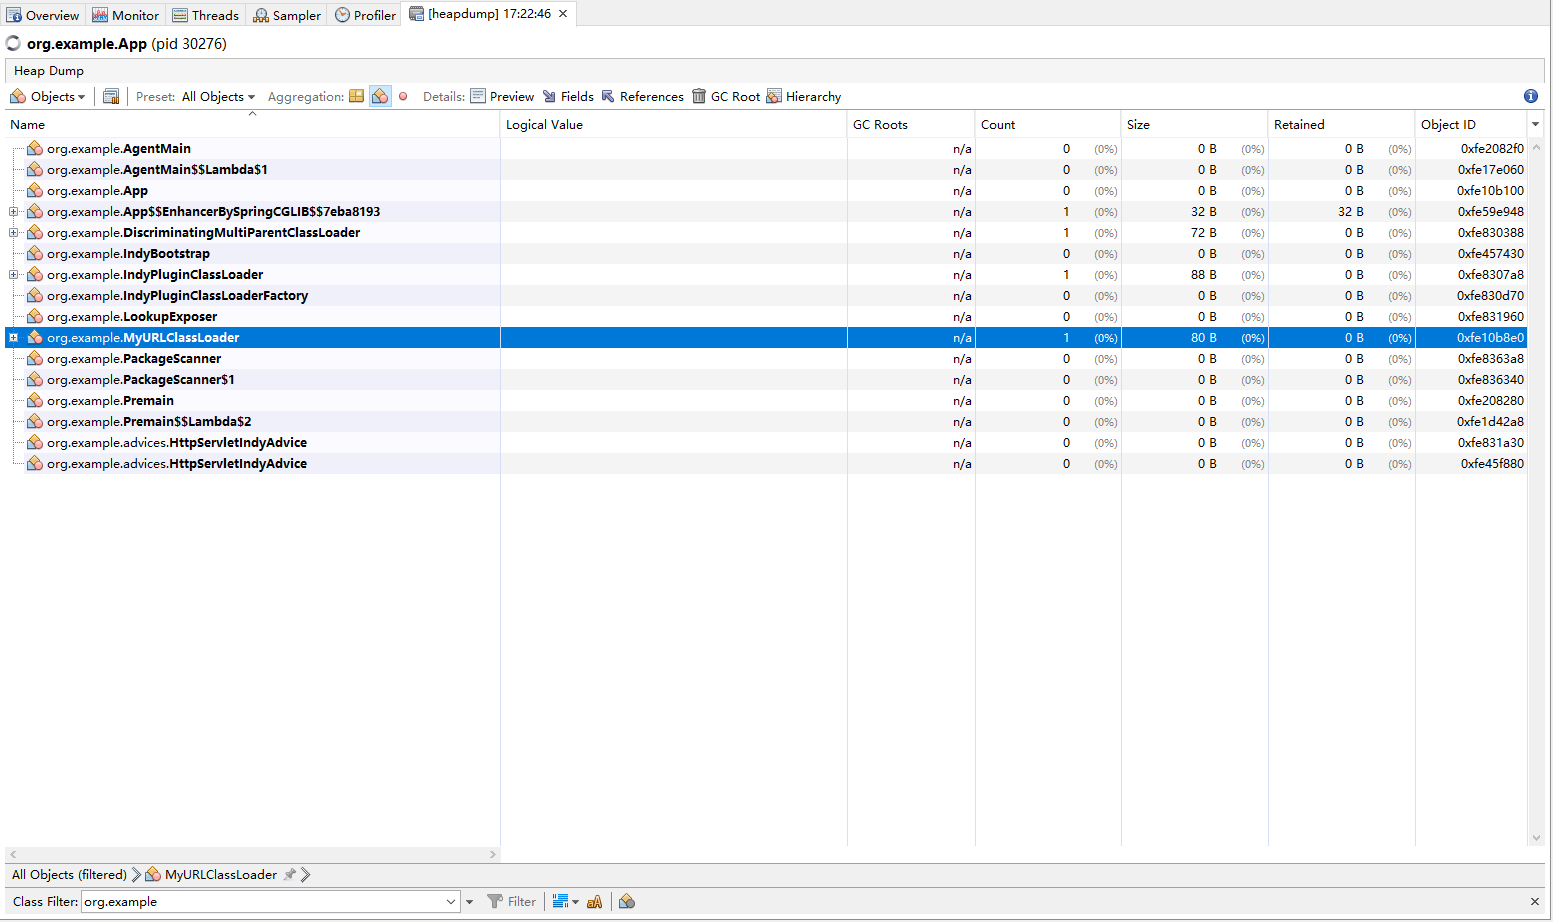 Overview Monitor Threads Sampler Profiler [heapdump] 17:22:46
org.example.App (pid 30276)
Heap Dump
Objects Preset: All Objects Aggregation: Details: Preview Fields References GC Root Hierarchy
Name Logical Value GC Roots Count Size Retained Object ID
org.example.AgentMain n/a 0 (0%) 0 B (0%) 0 B (0%) 0xfe2082f0
org.example.AgentMain$$Lambda$1 n/a 0 (0%) 0 B (0%) 0 B (0%) 0xfe17e060
org.example.App n/a 0 (0%) 0 B (0%) 0 B (0%) 0xfe10b100
org.example.App$$EnhancerBySpringCGLIB$$7eba8193 n/a 1 (0%) 32 B (0%) 32 B (0%) 0xfe59e948
org.example.DiscriminatingMultiParentClassLoader n/a 1 (0%) 72 B (0%) 0 B (0%) 0xfe830388
org.example.IndyBootstrap n/a 0 (0%) 0 B (0%) 0 B (0%) 0xfe457430
org.example.IndyPluginClassLoader n/a 1 (0%) 88 B (0%) 0 B (0%) 0xfe8307a8
org.example.IndyPluginClassLoaderFactory n/a 0 (0%) 0 B (0%) 0 B (0%) 0xfe830d70
org.example.LookupExposer n/a 0 (0%) 0 B (0%) 0 B (0%) 0xfe831960
org.example.MyURLClassLoader n/a 1 (0%) 80 B (0%) 0 B (0%) 0xfe10b8e0
org.example.PackageScanner n/a 0 (0%) 0 B (0%) 0 B (0%) 0xfe8363a8
org.example.PackageScanner$1 n/a 0 (0%) 0 B (0%) 0 B (0%) 0xfe836340
org.example.Premain n/a 0 (0%) 0 B (0%) 0 B (0%) 0xfe208280
org.example.Premain$$Lambda$2 n/a 0 (0%) 0 B (0%) 0 B (0%) 0xfe1d42a8
org.example.advices.HttpServletIndyAdvice n/a 0 (0%) 0 B (0%) 0 B (0%) 0xfe831a30
org.example.advices.HttpServletIndyAdvice n/a 0 (0%) 0 B (0%) 0 B (0%) 0xfe45f880
All Objects (filtered) MyURLClassLoader
Class Filter: org.example Filter aA